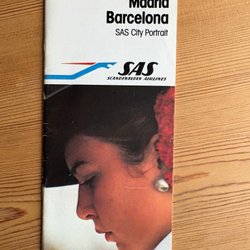 Madrid
Barcelona
SAS City Portrait
SAS
SCANDINAVIAN AIRLINES